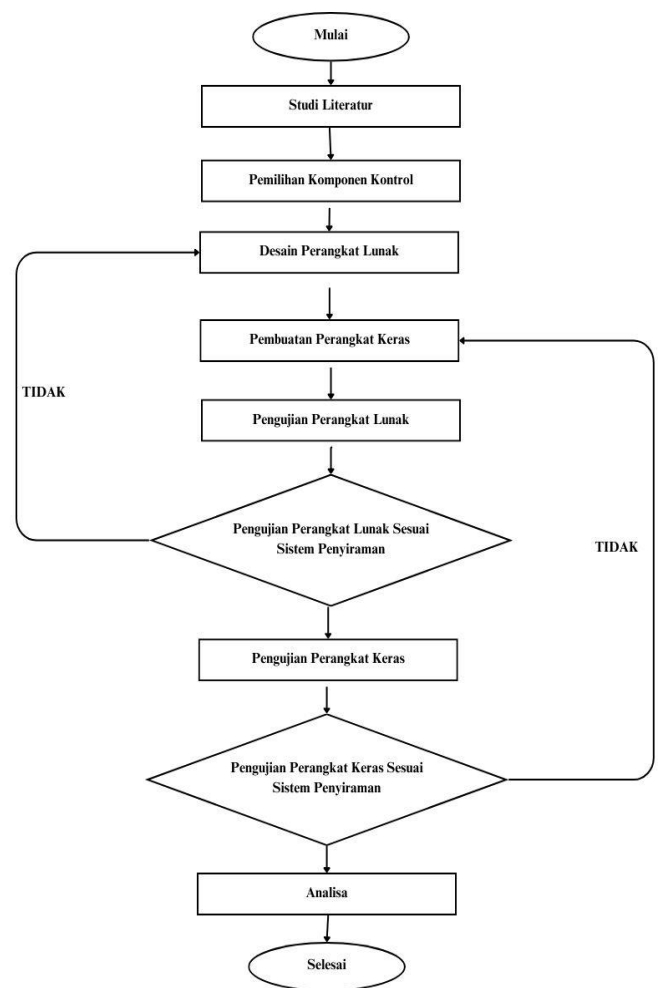 Mulai
Studi Literatur
Pemilihan Komponen Kontrol
Desain Perangkat Lunak
Pembuatan Perangkat Keras
TIDAK
Pengujian Perangkat Lunak
Pengujian Perangkat Lunak Sesuai
Sistem Penyiraman
TIDAK
Pengujian Perangkat Keras
Pengujian Perangkat Keras Sesuai
Sistem Penyiraman
Analisa
Selesai